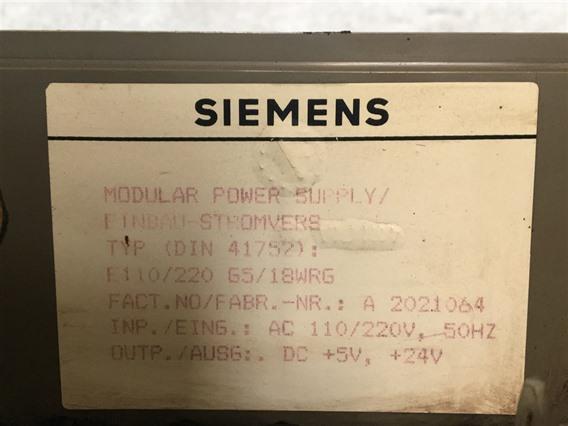 SIEMENS
MODULAR POWER SUPPLY/
EINBAU-STROMVERS
TYP (DIN 41752):
E110/220 G5/18WRG
FACT.NO/FABR.-NR.: A 2021064
INP./EING.: AC 110/220V, 50HZ
OUTP./AUSG:. DC +5V, +24V